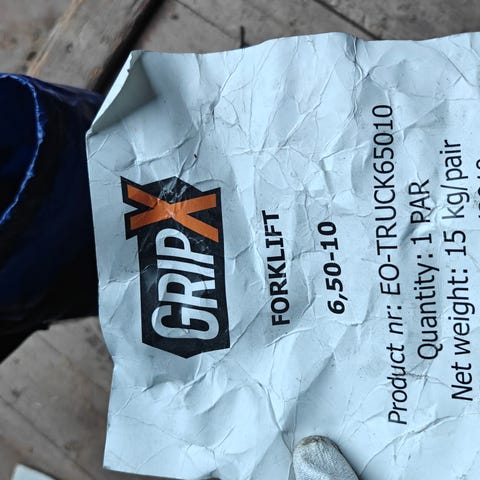 GRIPX
FORKLIFT
6,50-10
Product nr: EO-TRUCK65010
Quantity: 1 PAR
Net weight: 15 kg/pair